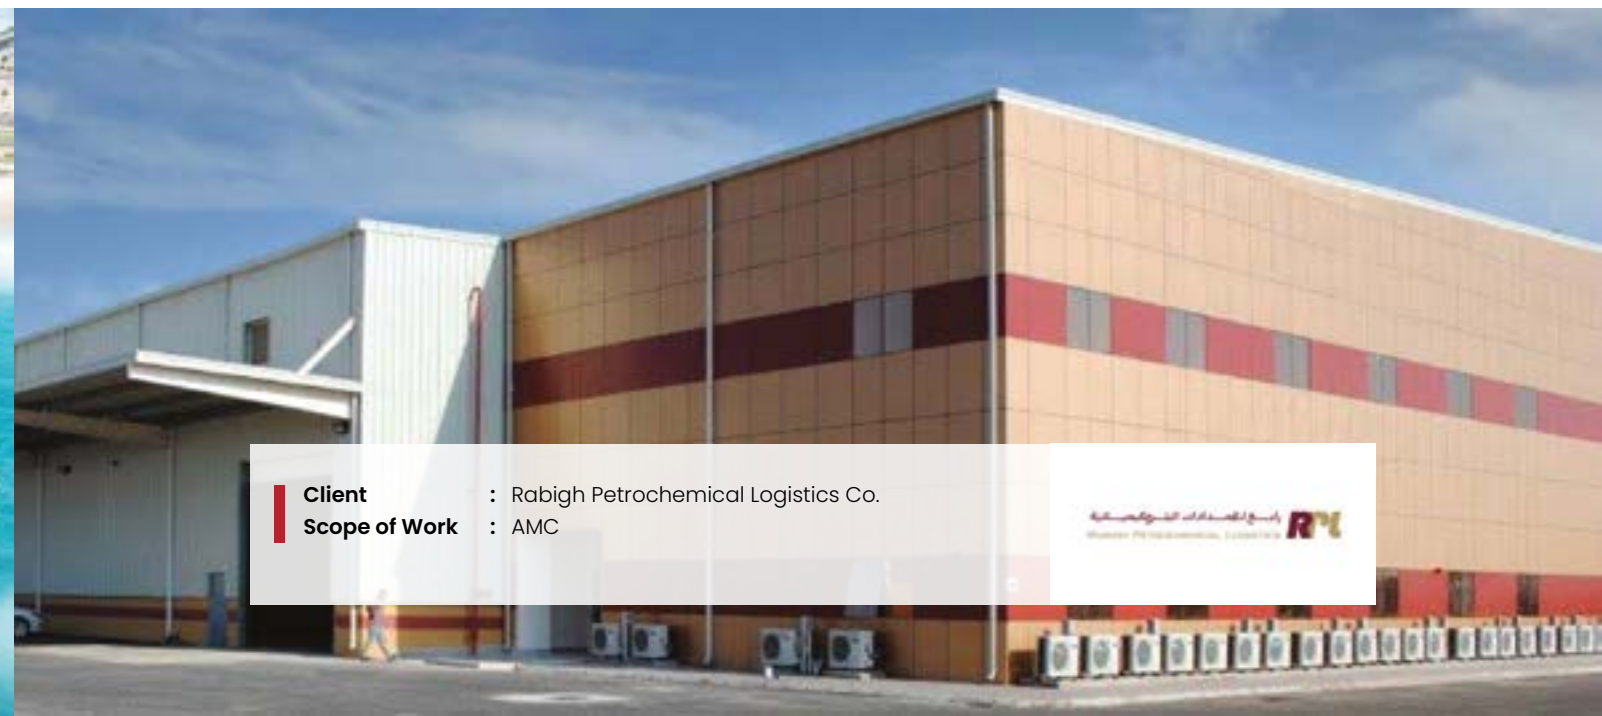 Client : Rabigh Petrochemical Logistics Co.
Scope of Work : AMC
RPL